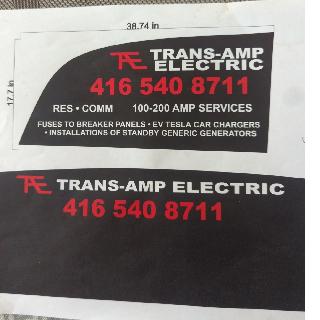 38.74 in
17.7 in
TE TRANS-AMP
ELECTRIC
416 540 8711
RES • COMM 100-200 AMP SERVICES
FUSES TO BREAKER PANELS • EV TESLA CAR CHARGERS
• INSTALLATIONS OF STANDBY GENERIC GENERATORS
TE TRANS-AMP ELECTRIC
416 540 8711